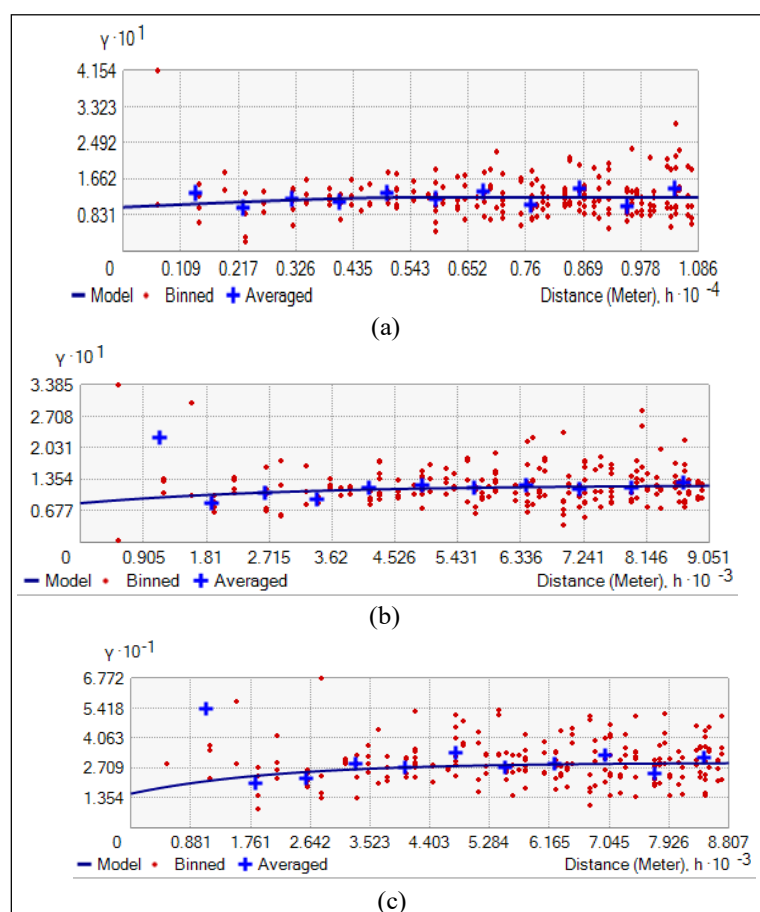 γ · 10 1
4.154
3.323
2.492
1.662
0.831
0 0.109 0.217 0.326 0.435 0.543 0.652 0.76 0.869 0.978 1.086
Model Binned Averaged Distance (Meter), h · 10 -4
(a)
γ · 10 1
3.385
2.708
2.031
1.354
0.677
0 0.905 1.81 2.715 3.62 4.526 5.431 6.336 7.241 8.146 9.051
Model Binned Averaged Distance (Meter), h · 10 -3
(b)
γ · 10 -1
6.772
5.418
4.063
2.709
1.354
0 0.881 1.761 2.642 3.523 4.403 5.284 6.165 7.045 7.926 8.807
Model Binned Averaged Distance (Meter), h · 10 -3
(c)